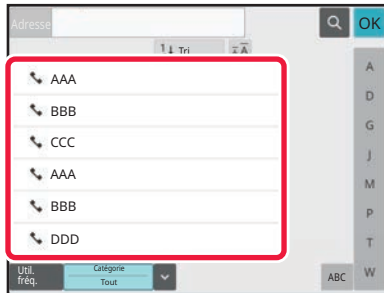 Adresse
OK
1 Tri
AAA
BBB
CCC
AAA
BBB
DDD
A
D
G
J
M
P
T
W
Util.
fréq.
Catégorie
Tout
ABC